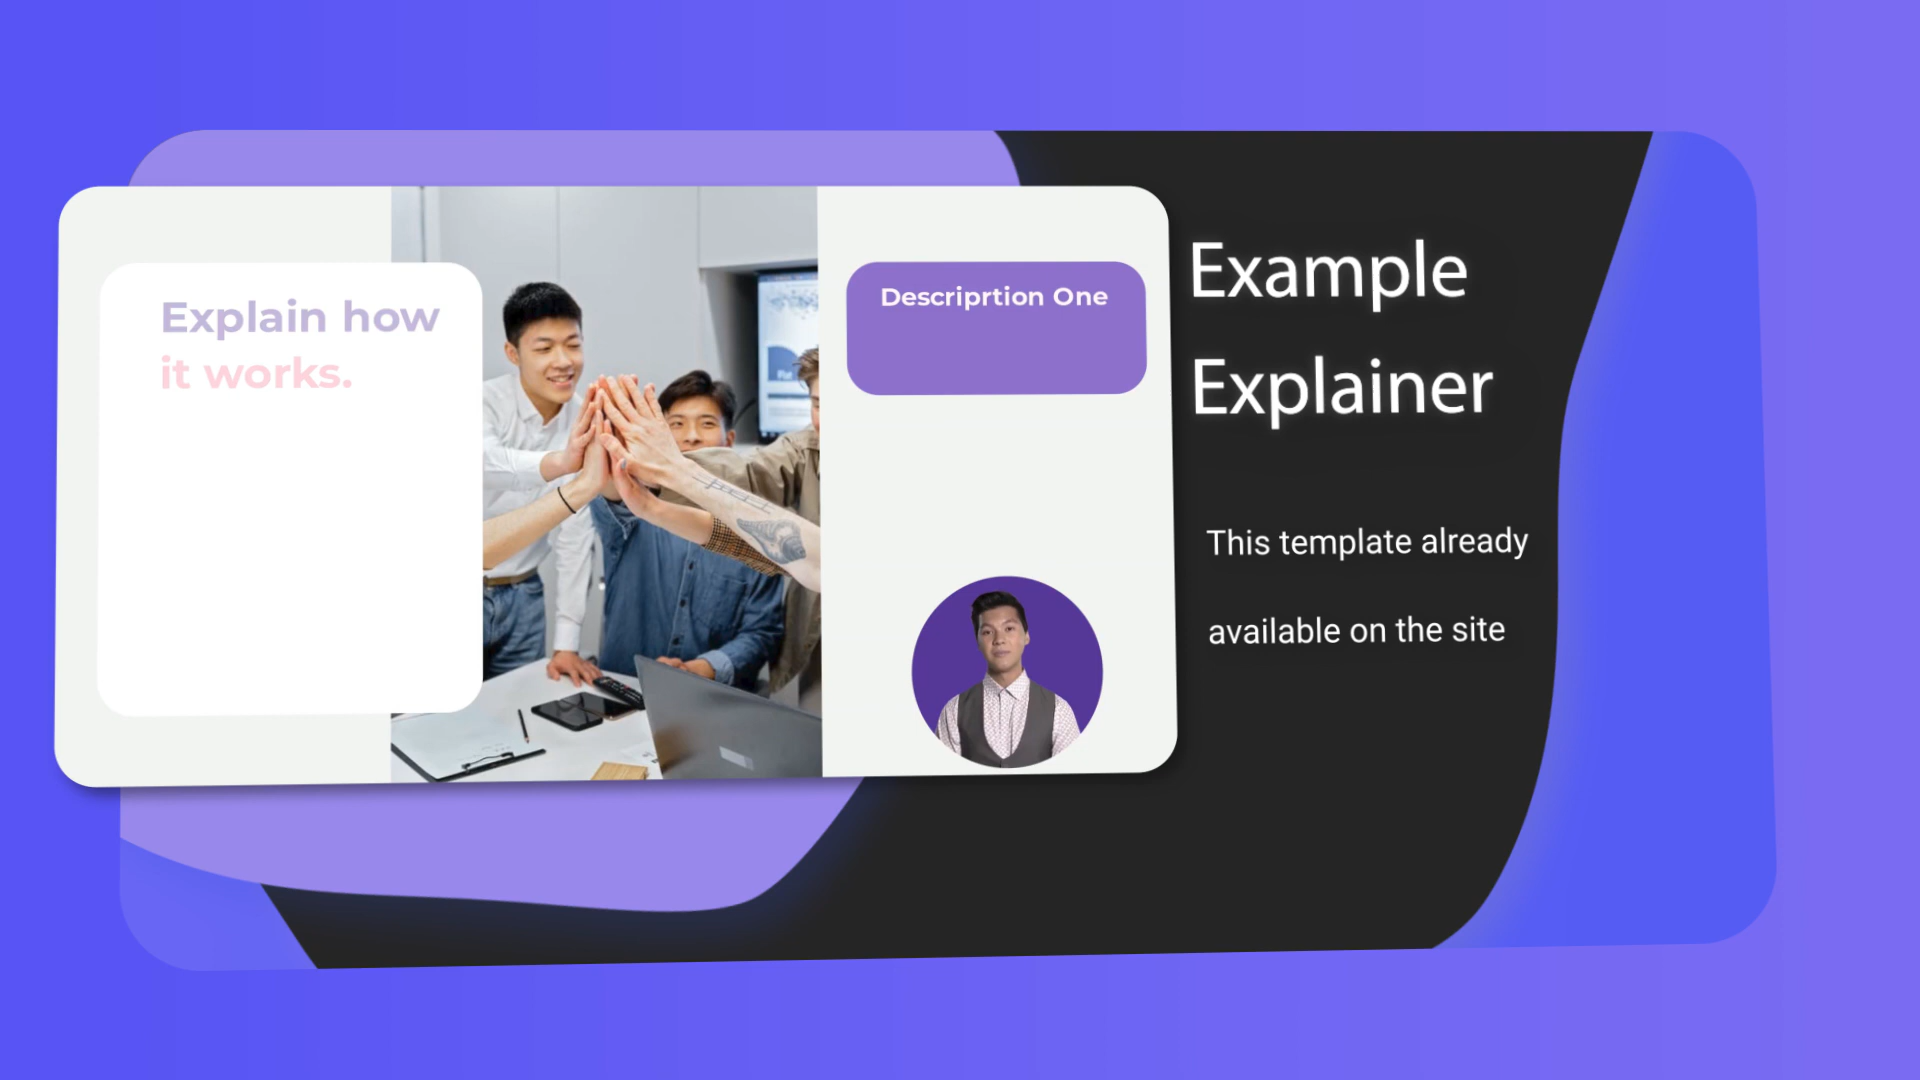 Explain how
it works.
Descriprtion One
Example
Explainer
This template already
available on the site